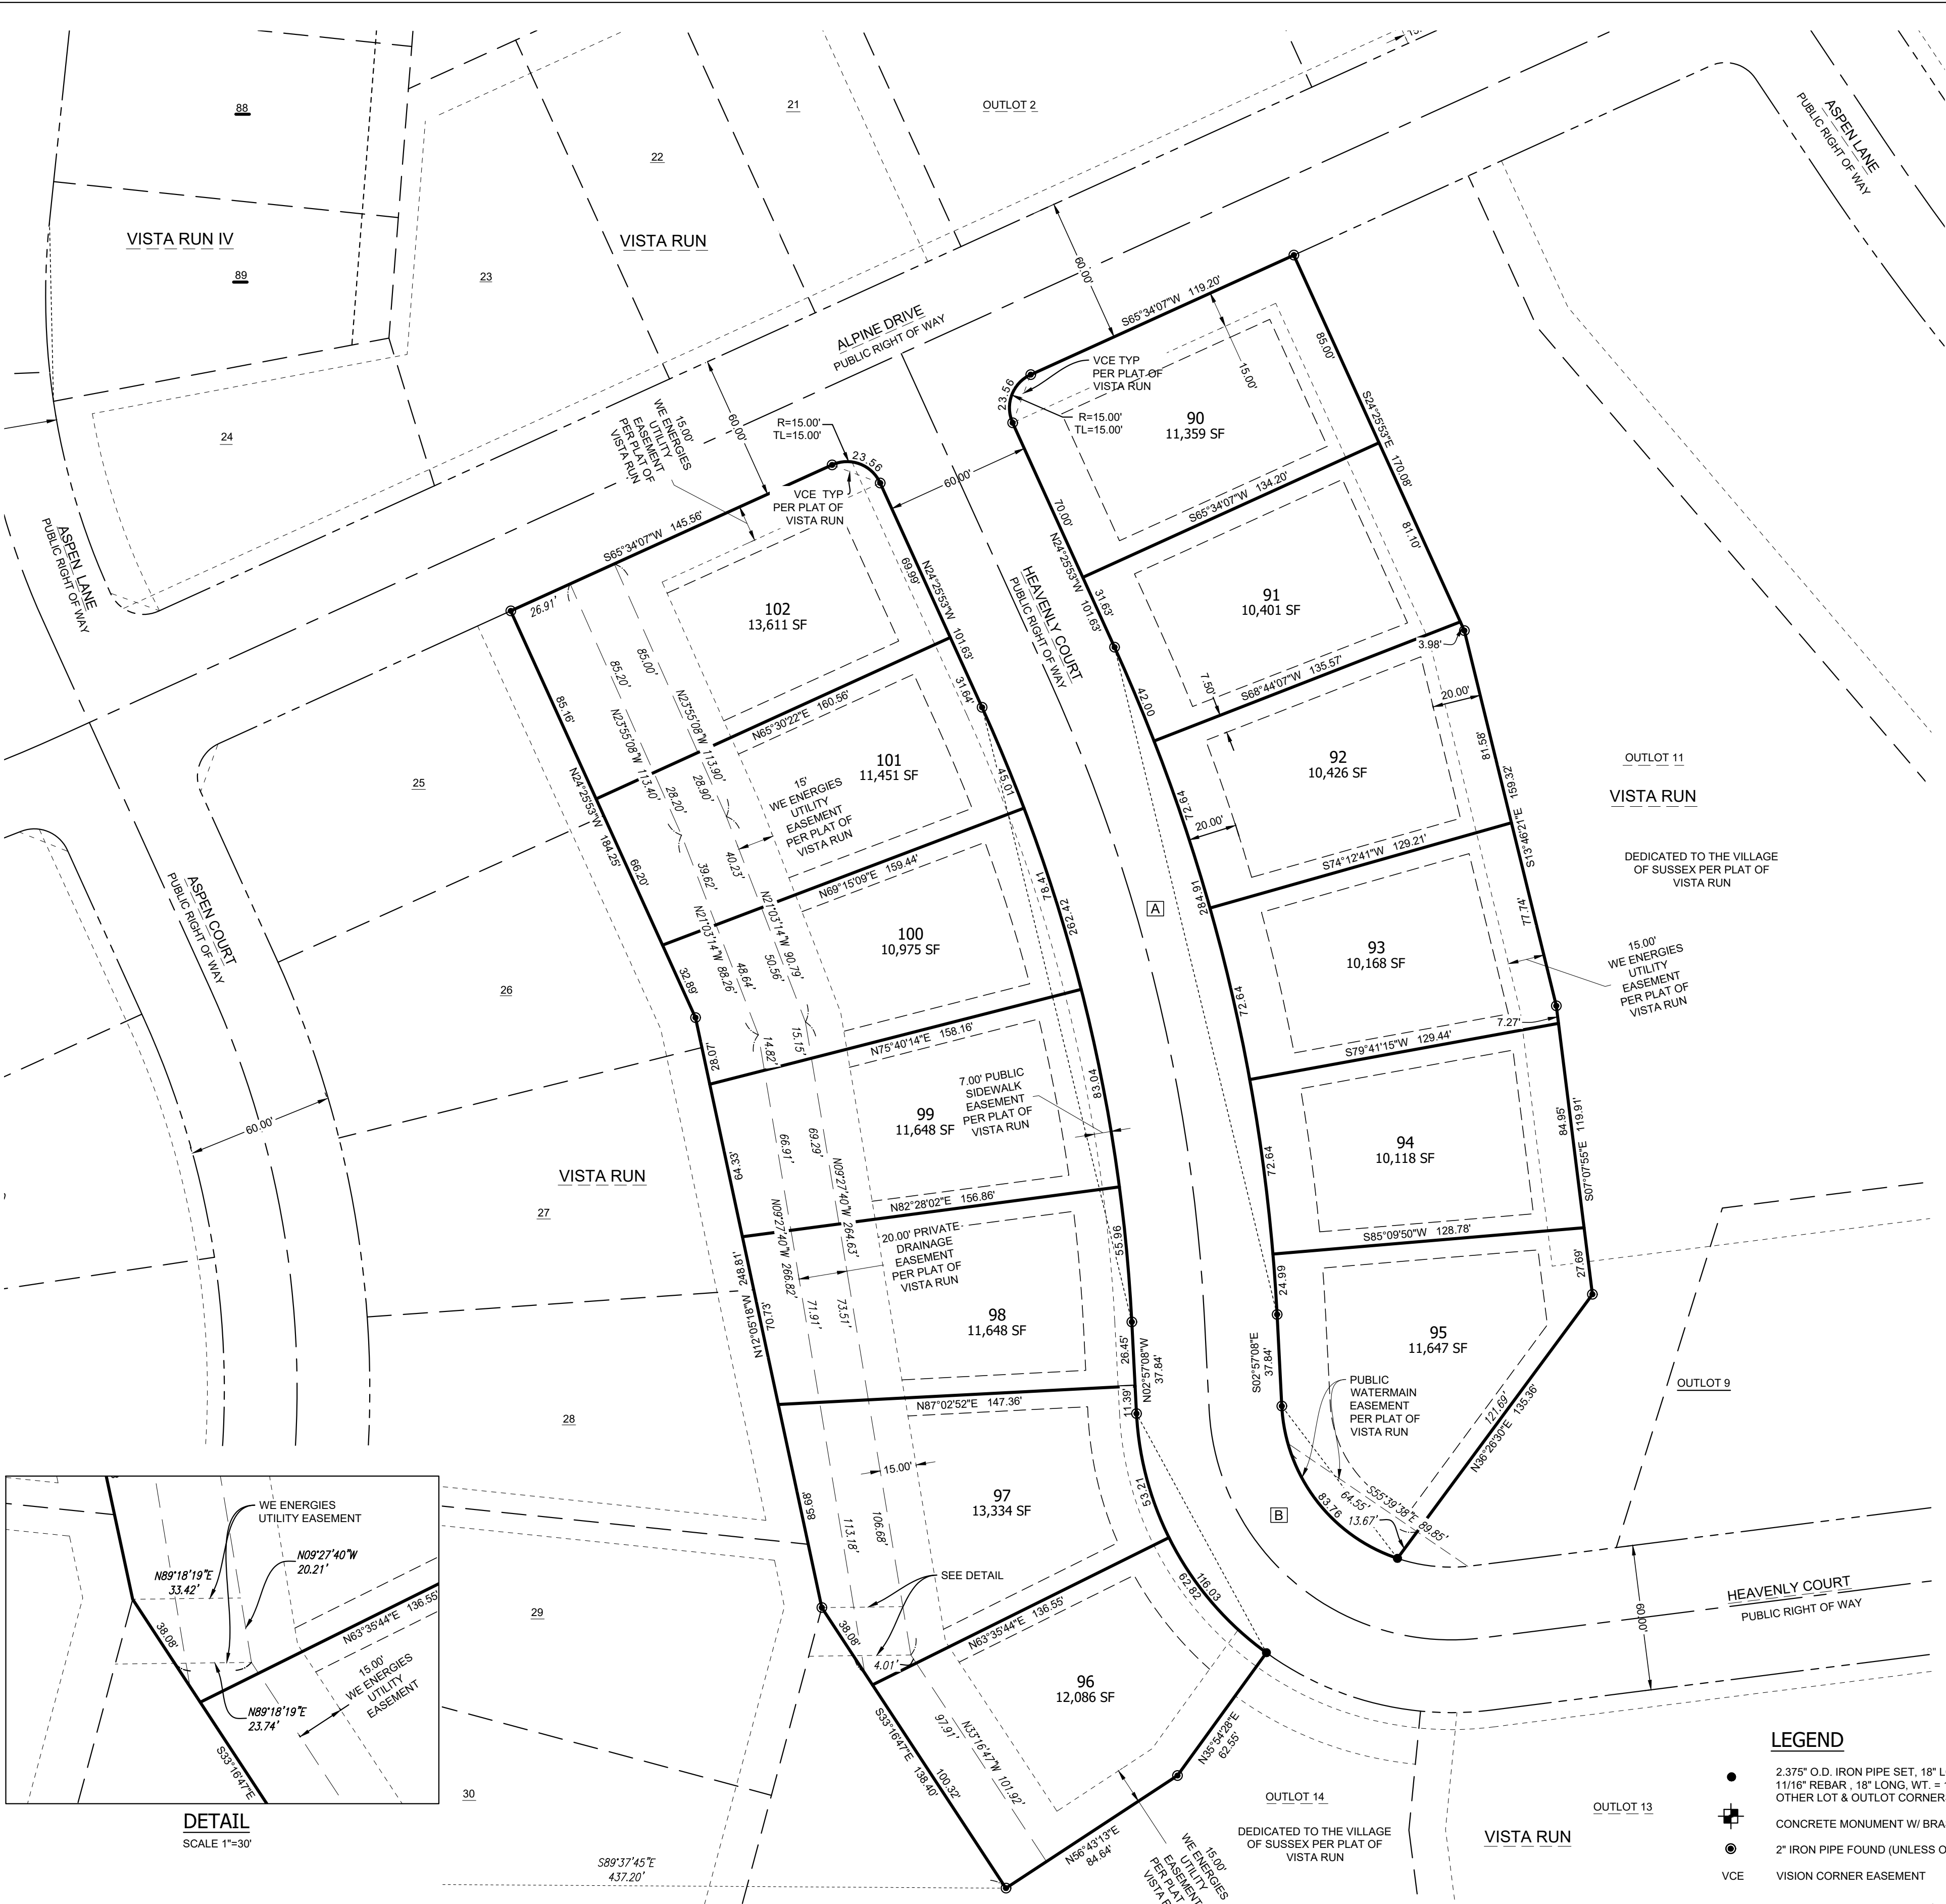 88
VISTA RUN IV
89
21
OUTLOT 2
22
VISTA RUN
23
24
ALPINE DRIVE
PUBLIC RIGHT OF WAY
60.00'
ASPEN LANE
PUBLIC RIGHT OF WAY
S65°34'07"W 119.20'
85.00'
S24°25'53"E 170.08'
81.10'
15.00'
VCE TYP
PER PLAT OF
VISTA RUN
23.56
R=15.00'
TL=15.00'
90
11,359 SF
S65°34'07"W 134.20'
70.00'
N24°25'53"W 101.63'
31.63'
91
10,401 SF
3.98'
S68°44'07"W 135.57'
42.00
7.50'
20.00'
92
10,426 SF
81.58'
S13°46'21"E 159.32'
72.64
20.00'
S74°12'41"W 129.21'
284.91
93
10,168 SF
77.74'
15.00'
WE ENERGIES
UTILITY
EASEMENT
PER PLAT OF
VISTA RUN
7.27'
S79°41'15"W 129.44'
72.64
94
10,118 SF
84.95'
S07°07'55"E 119.91'
72.64
S85°09'50"W 128.78'
27.69'
24.99
95
11,647 SF
S02°57'08"E
37.84'
PUBLIC
WATERMAIN
EASEMENT
PER PLAT OF
VISTA RUN
121.69'
N36°26'30"E 135.36'
64.55'
S55°39'38"E 89.85'
13.67'
83.76
OUTLOT 11
VISTA RUN
DEDICATED TO THE VILLAGE
OF SUSSEX PER PLAT OF
VISTA RUN
OUTLOT 9
HEAVENLY COURT
PUBLIC RIGHT OF WAY
60.00'
HEAVENLY COURT
PUBLIC RIGHT OF WAY
60.00'
A
B
15.00'
WE ENERGIES
UTILITY
EASEMENT
PER PLAT OF
VISTA RUN
60.00'
R=15.00'
TL=15.00'
23.56
VCE TYP
PER PLAT OF
VISTA RUN
S65°34'07"W 145.56'
26.91'
102
13,611 SF
69.99'
N24°25'53"W 101.63'
31.64'
85.20'
85.00'
N23°55'08"W 113.90'
N23°55'08"W 113.40'
28.90'
28.20'
85.16'
N24°25'53"W 184.25'
66.20'
32.89'
N65°30'22"E 160.56'
101
11,451 SF
15'
WE ENERGIES
UTILITY
EASEMENT
PER PLAT OF
VISTA RUN
45.01
40.23'
39.62'
N69°15'09"E 159.44'
N21°03'14"W 90.79'
N21°03'14"W 88.26'
50.56'
48.64'
100
10,975 SF
78.41
262.42
15.15'
14.82'
28.07'
N75°40'14"E 158.16'
99
11,648 SF
7.00' PUBLIC
SIDEWALK
EASEMENT
PER PLAT OF
VISTA RUN
83.04
64.33'
66.91'
69.29'
N09°27'40"W 264.63'
N09°27'40"W 266.82'
N82°28'02"E 156.86'
20.00' PRIVATE
DRAINAGE
EASEMENT
PER PLAT OF
VISTA RUN
55.96
248.81'
N12°05'18"W
70.73'
71.91'
73.51'
98
11,648 SF
26.45'
N02°57'08"W
37.84'
11.39'
N87°02'52"E 147.36'
15.00'
97
13,334 SF
53.21
85.68'
113.18'
106.68'
SEE DETAIL
N63°35'44"E 136.55'
116.03
62.82
38.08'
4.01'
96
12,086 SF
S33°16'47"E 138.40'
100.32'
97.91'
N33°16'47"W 101.92'
N35°54'28"E
62.55'
N56°43'13"E
84.64'
15.00'
WE ENERGIES
UTILITY
EASEMENT
PER PLAT
VISTA
ASPEN LANE
PUBLIC RIGHT OF WAY
ASPEN COURT
PUBLIC RIGHT OF WAY
60.00'
25
26
VISTA RUN
27
28
29
30
S89°37'45"E
437.20'
WE ENERGIES
UTILITY EASEMENT
N89°18'19"E
33.42'
N09°27'40"W
20.21'
38.08'
N63°35'44"E 136.55'
15.00'
WE ENERGIES
UTILITY
EASEMENT
N89°18'19"E
23.74'
S33°16'47"E
DETAIL
SCALE 1"=30'
OUTLOT 14
DEDICATED TO THE VILLAGE
OF SUSSEX PER PLAT OF
VISTA RUN
OUTLOT 13
VISTA RUN
LEGEND
2.375" O.D. IRON PIPE SET, 18"
11/16" REBAR , 18" LONG, WT. =
OTHER LOT & OUTLOT CORNER
CONCRETE MONUMENT W/
2" IRON PIPE FOUND (UNLESS
VCE VISION CORNER EASEMENT